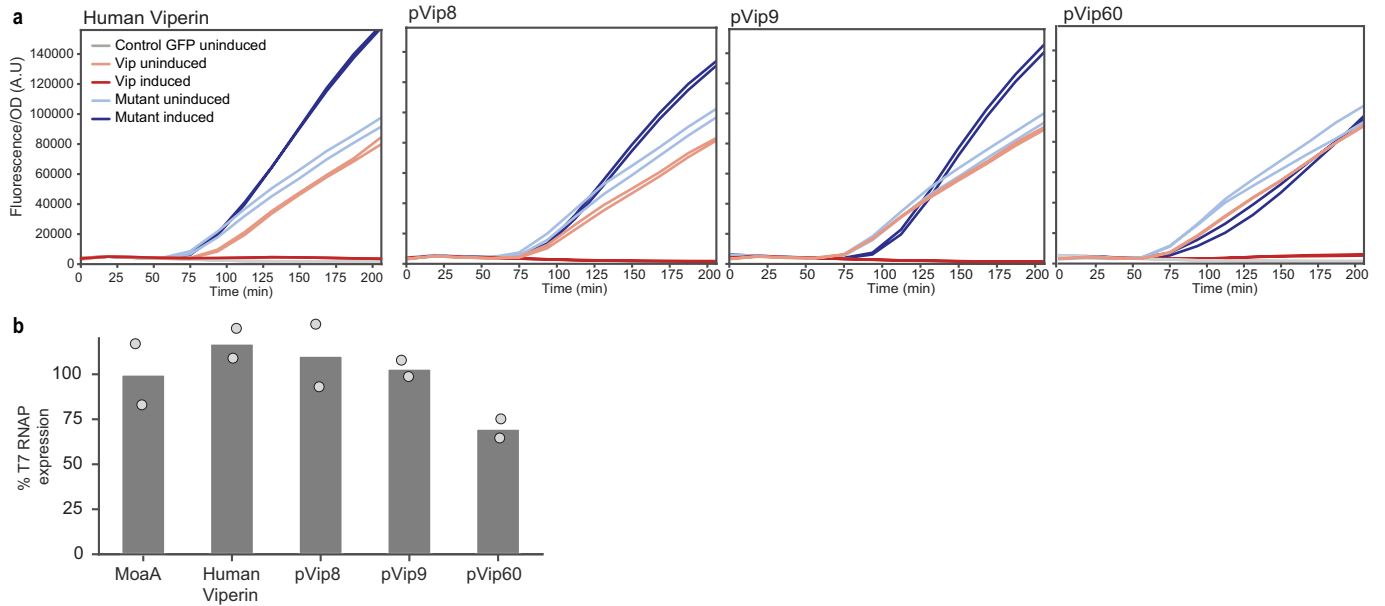 a
Human Viperin
pVip8
pVip9
pVip60
Fluorescence/OD (A.U)
140000
120000
100000
80000
60000
40000
20000
0
Control GFP uninduced
Vip uninduced
Vip induced
Mutant uninduced
Mutant induced
0 25 50 75 100 125 150 175 200
Time (min)
0 25 50 75 100 125 150 175 200
Time (min)
0 25 50 75 100 125 150 175 200
Time (min)
0 25 50 75 100 125 150 175 200
Time (min)
b
% T7 RNAP
expression
100
75
50
25
0
MoaA
Human
Viperin
pVip8
pVip9
pVip60